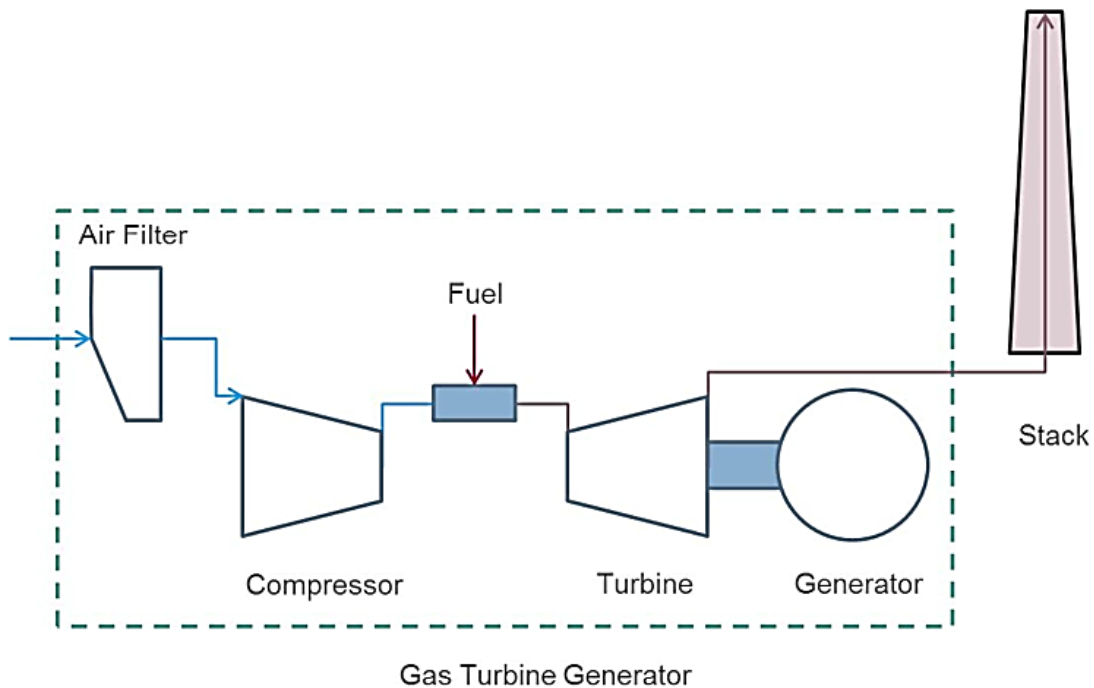 Air Filter
Fuel
Stack
Compressor
Turbine
Generator
Gas Turbine Generator